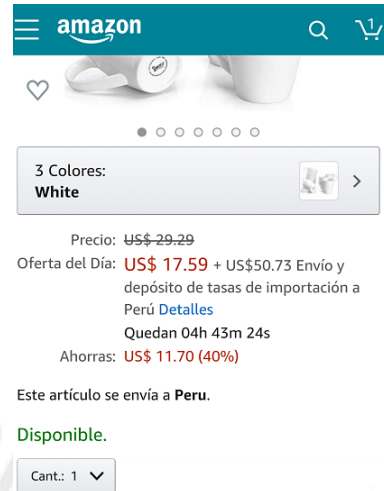 amazon
1
3 Colores:
White
Precio: US$ 29.29
Oferta del Día: US$ 17.59 + US$50.73 Envío y
depósito de tasas de importación a
Perú Detalles
Quedan 04h 43m 24s
Ahorras: US$ 11.70 (40%)
Este artículo se envía a Peru.
Disponible.
Cant.: 1